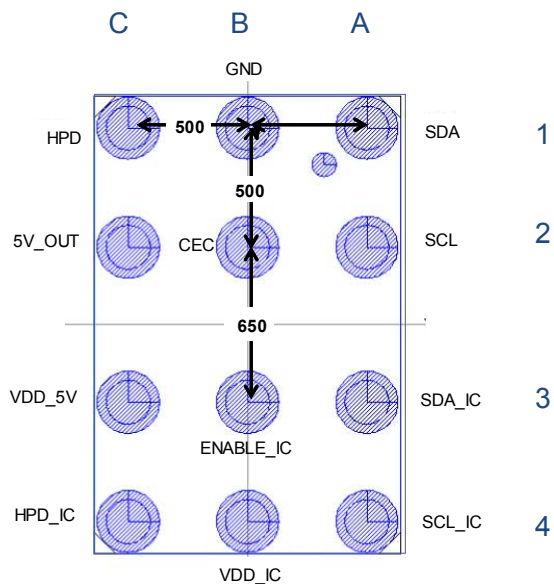 C B A
GND
HPD 500 SDA 1
500
5V_OUT CEC SCL 2
650
VDD_5V SDA_IC 3
ENABLE_IC
HPD_IC SCL_IC 4
VDD_IC